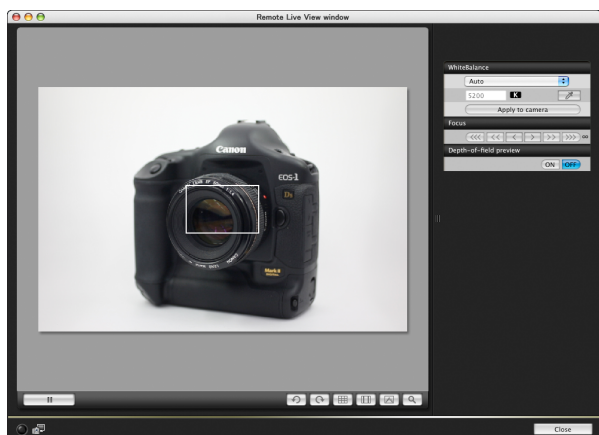 Remote Live View window
WhiteBalance
Auto
5200 K
Apply to camera
Focus
<<< << < > >> >>> ∞
Depth-of-field preview
ON OFF
Canon
EOS-1
Ds
Mark II
Close